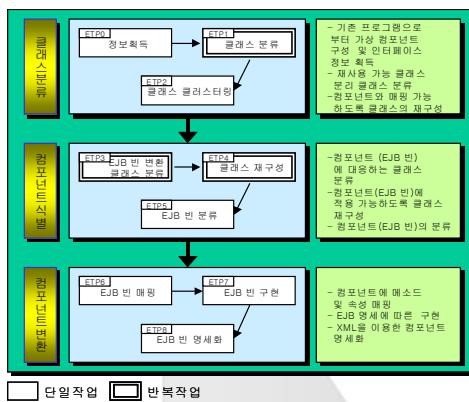 클래스분류
ETP0
정보획득
ETP1
클래스 분류
ETP2
클래스 클러스터링
- 기존 프로그램으로
부터 가상 컴포넌트
구성 및 인터페이스
정보 획득
- 재사용 가능 클래스
분리 클래스 분류
-컴포넌트와 매핑 가능
하도록 클래스의 재구성
컴포넌트식별
ETP3
EJB 빈 변환
클래스 분류
ETP4
클래스 재구성
ETP5
EJB 빈 분류
-컴포넌트 (EJB 빈)
에 대응하는 클래스
분류
-컴포넌트(EJB 빈)에
적용 가능하도록 클래스
재구성
- 컴포넌트(EJB 빈)의 분류
컴포넌트변환
ETP6
EJB 빈 매핑
ETP7
EJB 빈 구현
ETP8
EJB 빈 명세화
- 컴포넌트에 메소드
및 속성 매핑
- EJB 명세에 따른 구현
- XML을 이용한 컴포넌트
명세화
단일작업
반복작업